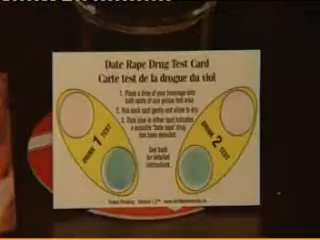 Date Rape Drug Test Card
Carte test de la drogue du viol
1. Place a drop of your beverage onto
both spots of one yellow test area
2. Rub each spot gently and allow to dry
3. Dark blue in either spot indicates
a possible "date rape" drug
has been detected.
See back
for detailed
instructions.
DRINK 1 TEST
DRINK 2 TEST
Patent Pending